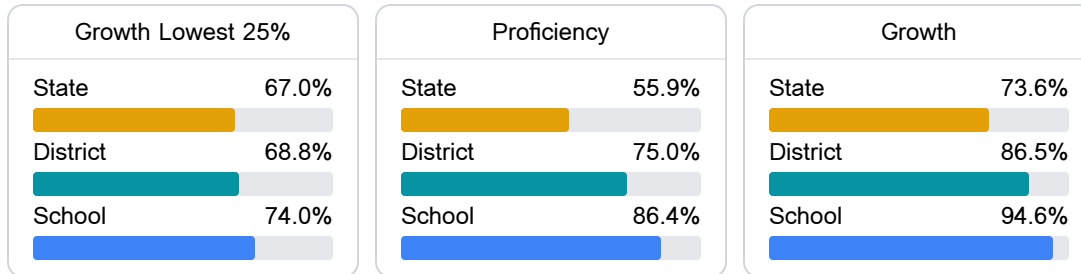 Growth Lowest 25%
State 67.0%
District 68.8%
School 74.0%
Proficiency
State 55.9%
District 75.0%
School 86.4%
Growth
State 73.6%
District 86.5%
School 94.6%